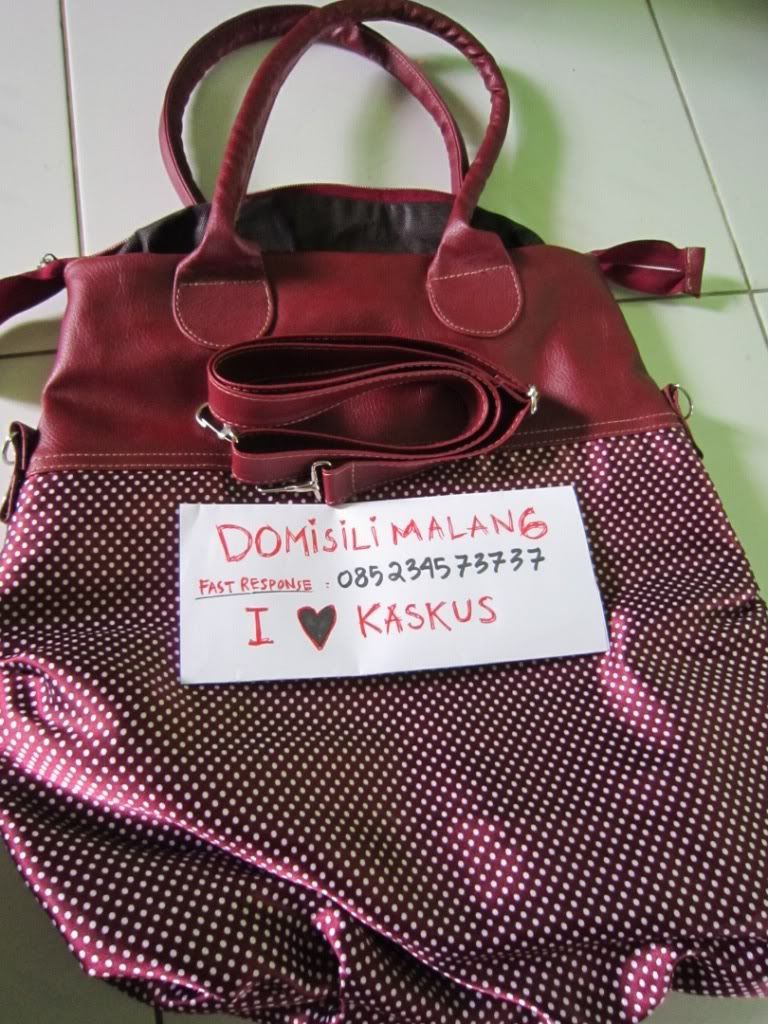 DOMiSiLi MALANG
FAST RESPONSE : 085234573737
I ♥ KASKUS